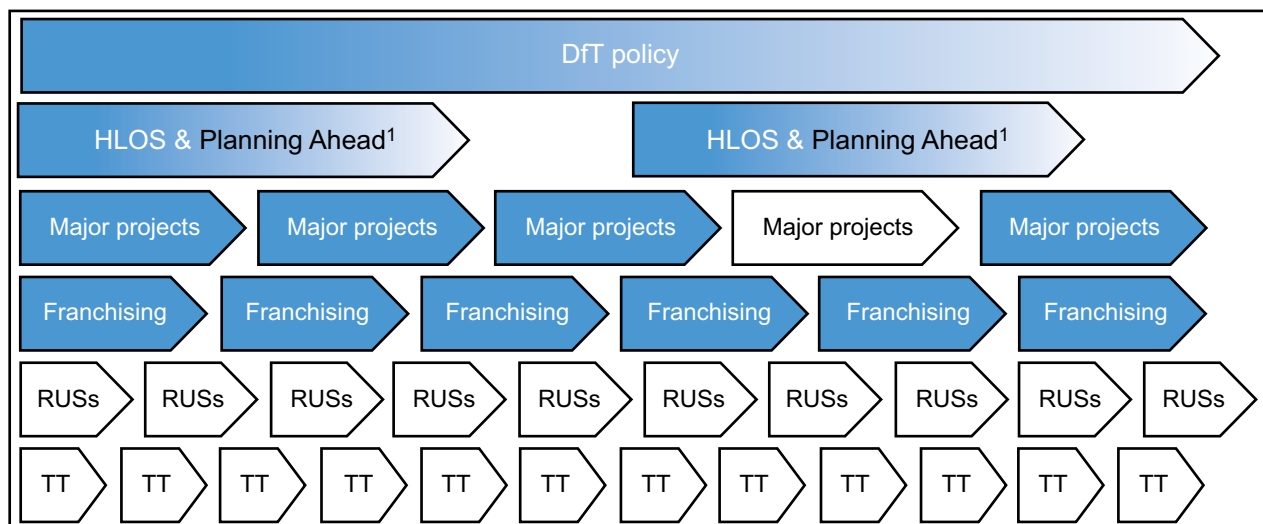 DfT policy
HLOS & Planning Ahead¹ HLOS & Planning Ahead¹
Major projects Major projects Major projects Major projects Major projects
Franchising Franchising Franchising Franchising Franchising Franchising
RUSs RUSs RUSs RUSs RUSs RUSs RUSs RUSs RUSs RUSs
TT TT TT TT TT TT TT TT TT TT TT TT